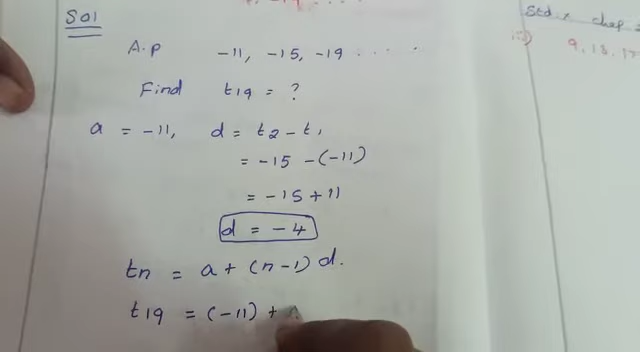 Sol
A.p -11, -15, -19 . . . . .
Find t19 = ?
a = -11, d = t2 - t1
= -15 - (-11)
= -15 + 11
d = -4
tn = a + (n-1) d.
t19 = (-11) +
Std x chap
9, 13, 17